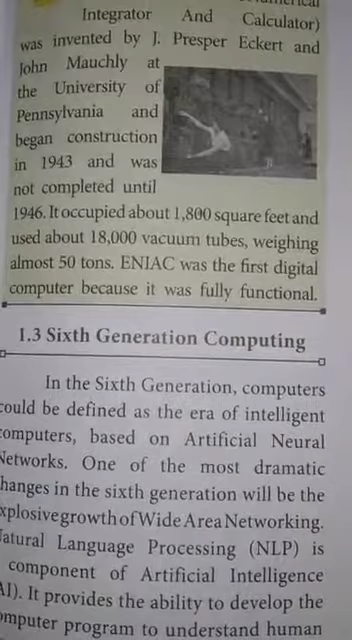 Integrator And Calculator)
was invented by J. Presper Eckert and
John Mauchly at
the University of
Pennsylvania and
began construction
in 1943 and was
not completed until
1946. It occupied about 1,800 square feet and
used about 18,000 vacuum tubes, weighing
almost 50 tons. ENIAC was the first digital
computer because it was fully functional.
1.3 Sixth Generation Computing
In the Sixth Generation, computers
could be defined as the era of intelligent
computers, based on Artificial Neural
Networks. One of the most dramatic
hanges in the sixth generation will be the
xplosive growth of Wide Area Networking.
Natural Language Processing (NLP) is
component of Artificial Intelligence
AI). It provides the ability to develop the
omputer program to understand human